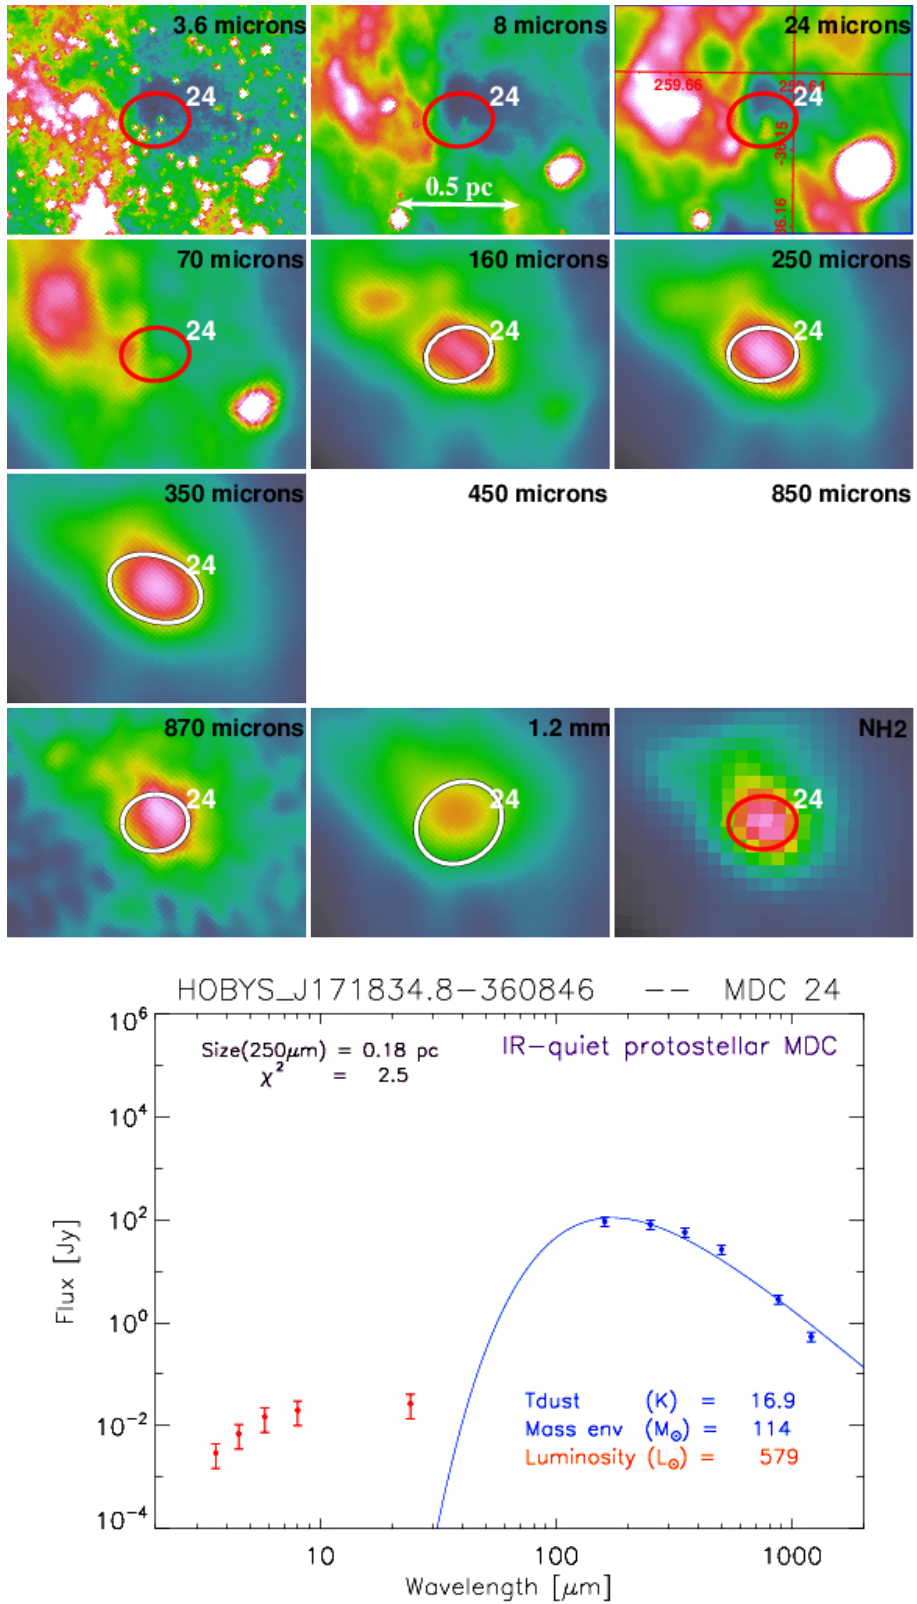 3.6 microns
24
8 microns
24
0.5 pc
24 microns
259.66
24
-36.15
36.16
70 microns
24
160 microns
24
250 microns
24
350 microns
24
450 microns
850 microns
870 microns
24
1.2 mm
24
NH2
24
HOBYS_J171834.8-360846 -- MDC 24
Size(250μm) = 0.18 pc
χ² = 2.5
IR-quiet protostellar MDC
10⁶
10⁴
10²
10⁰
10⁻²
10⁻⁴
Flux [Jy]
Tdust (K) = 16.9
Mass env (M⊙) = 114
Luminosity (L⊙) = 579
10
100
1000
Wavelength [μm]